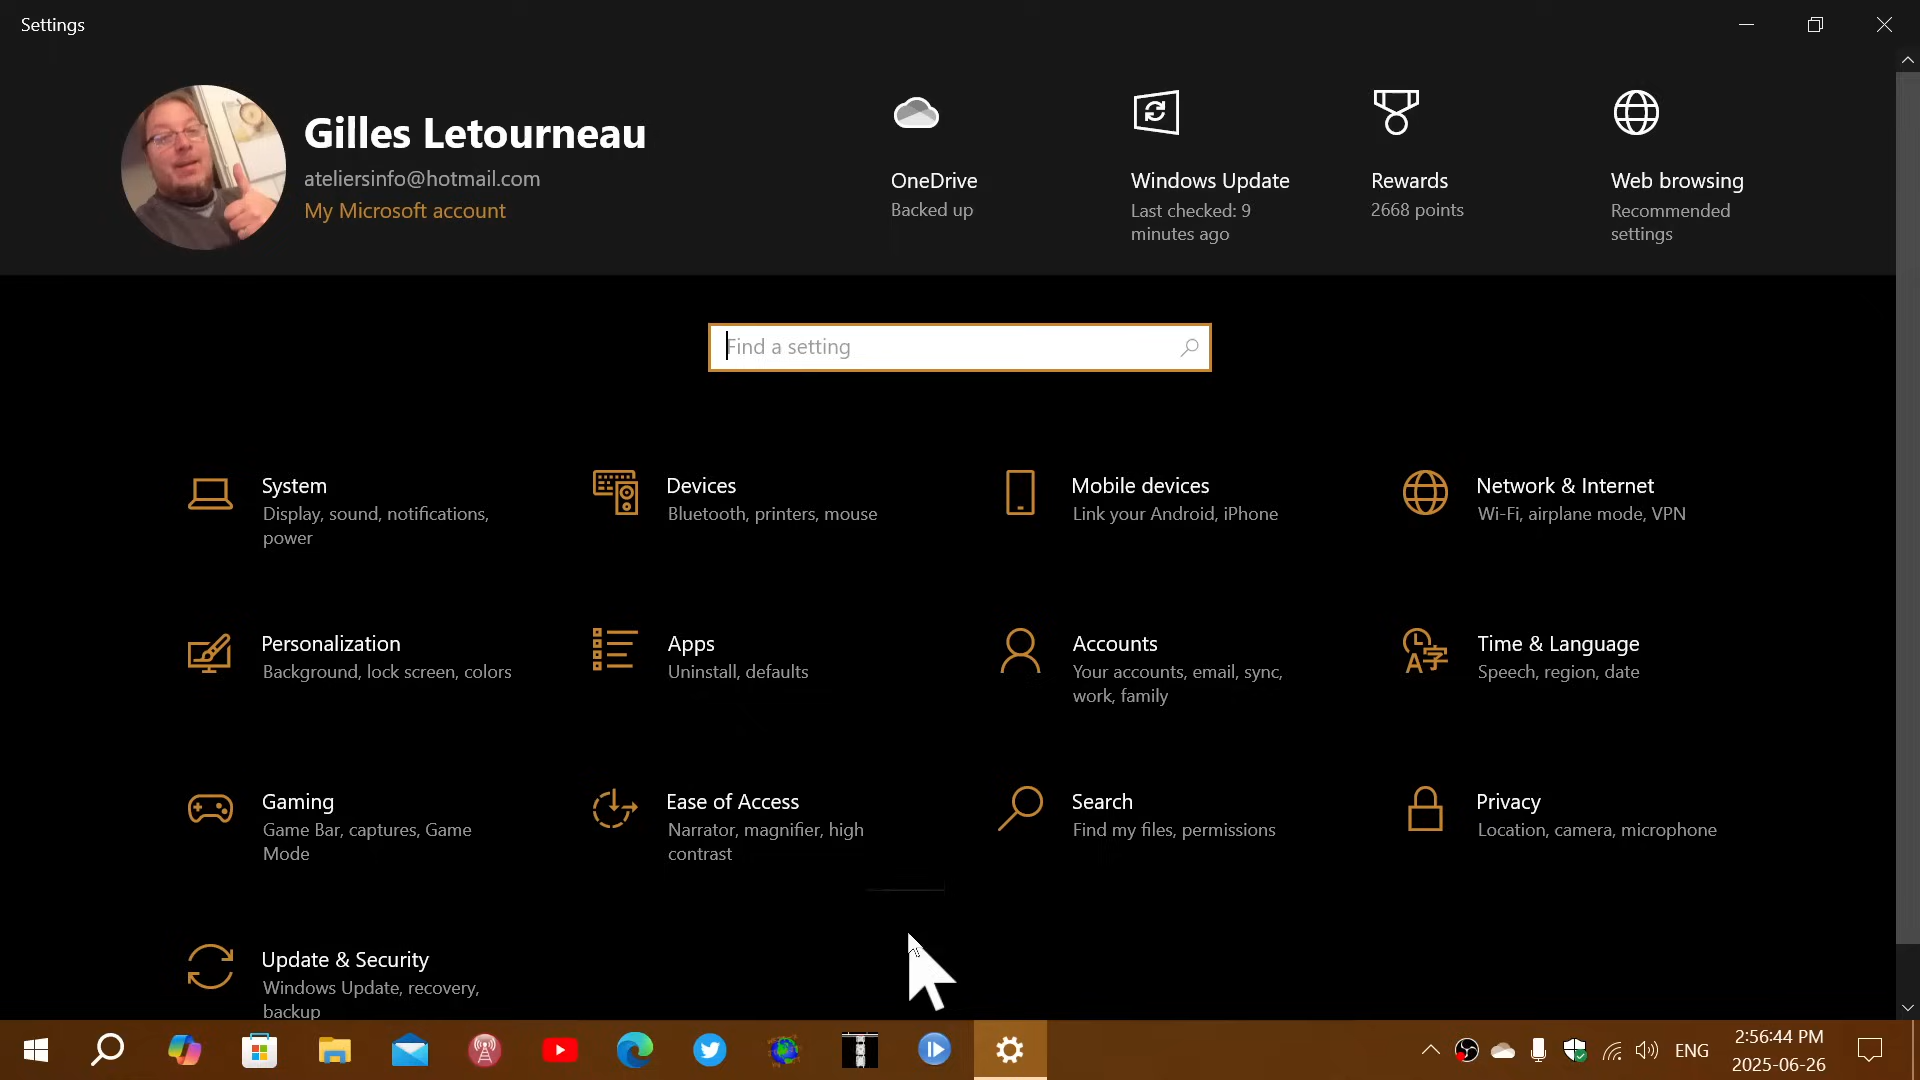 Settings
Gilles Letourneau
ateliersinfo@hotmail.com
My Microsoft account
OneDrive
Backed up
Windows Update
Last checked: 9
minutes ago
Rewards
2668 points
Web browsing
Recommended
settings
Find a setting
System
Display, sound, notifications,
power
Devices
Bluetooth, printers, mouse
Mobile devices
Link your Android, iPhone
Network & Internet
Wi-Fi, airplane mode, VPN
Personalization
Background, lock screen, colors
Apps
Uninstall, defaults
Accounts
Your accounts, email, sync,
work, family
Time & Language
Speech, region, date
Gaming
Game Bar, captures, Game
Mode
Ease of Access
Narrator, magnifier, high
contrast
Search
Find my files, permissions
Privacy
Location, camera, microphone
Update & Security
Windows Update, recovery,
backup
ENG
2:56:44 PM
2025-06-26